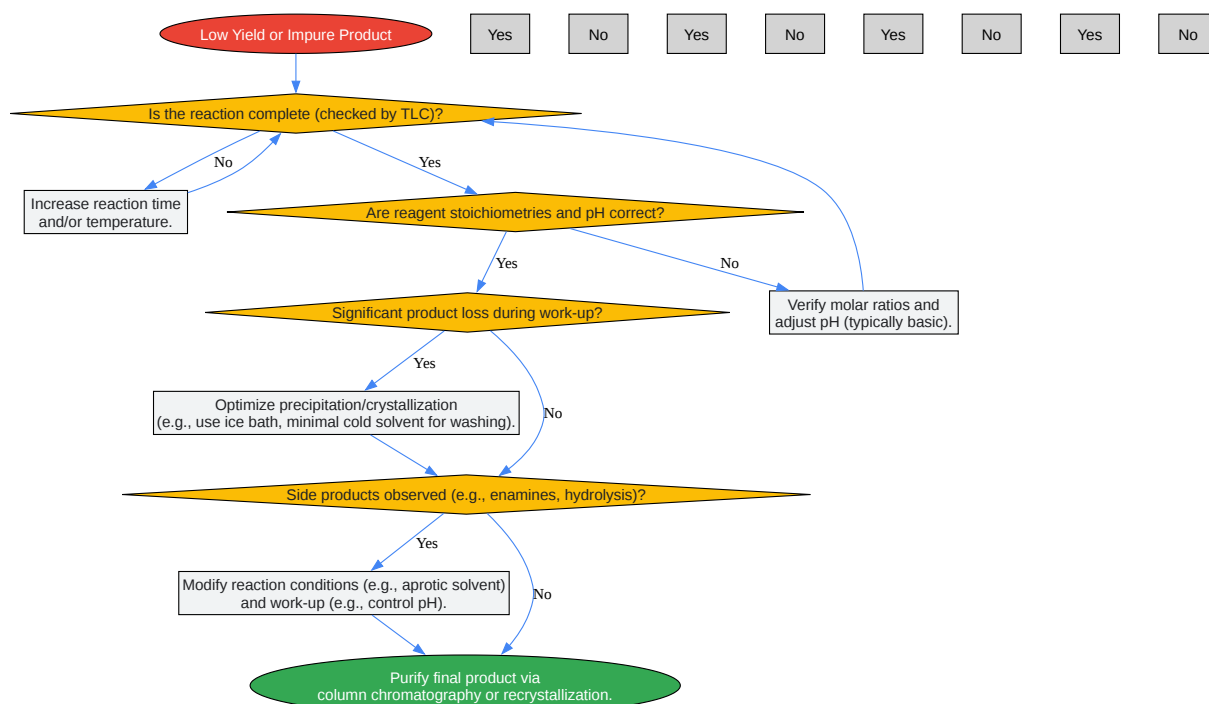 Low Yield or Impure Product
Yes
No
Yes
No
Yes
No
Yes
No
Is the reaction complete (checked by TLC)?
No
Yes
Increase reaction time
and/or temperature.
Are reagent stoichiometries and pH correct?
Yes
No
Verify molar ratios and
adjust pH (typically basic).
Significant product loss during work-up?
Yes
No
Optimize precipitation/crystallization
(e.g., use ice bath, minimal cold solvent for washing).
Side products observed (e.g., enamines, hydrolysis)?
Yes
No
Modify reaction conditions (e.g., aprotic solvent)
and work-up (e.g., control pH).
Purify final product via
column chromatography or recrystallization.